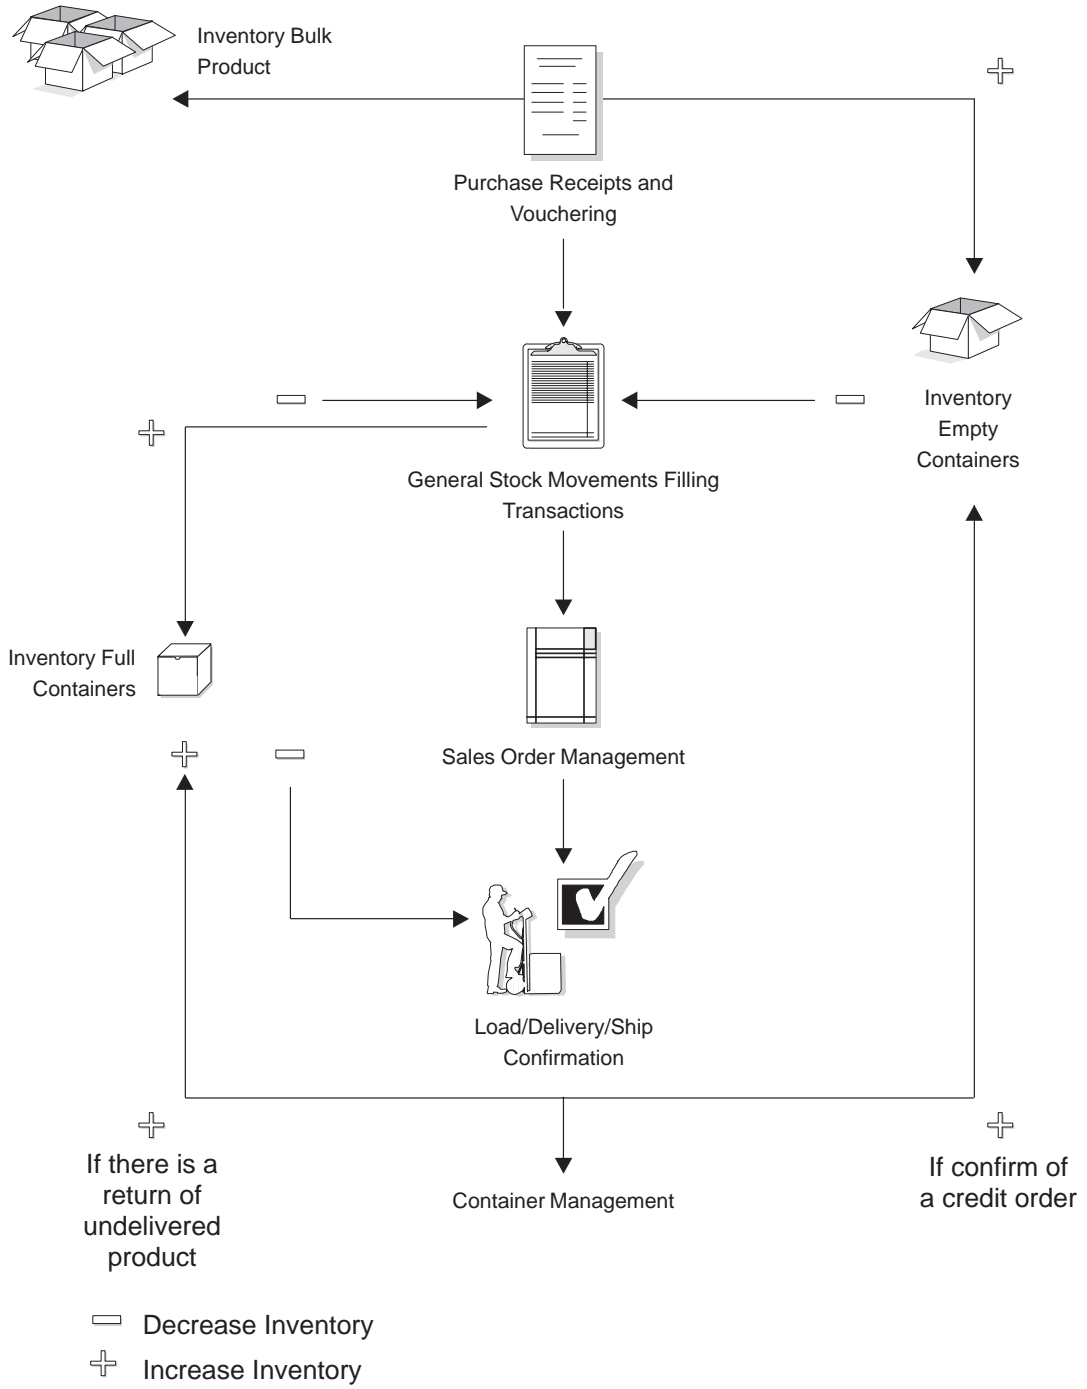 Inventory Bulk
Product
Purchase Receipts and
Vouchering
Inventory
Empty
Containers
General Stock Movements Filling
Transactions
Inventory Full
Containers
Sales Order Management
Load/Delivery/Ship
Confirmation
If there is a
return of
undelivered
product
Container Management
If confirm of
a credit order
Decrease Inventory
Increase Inventory